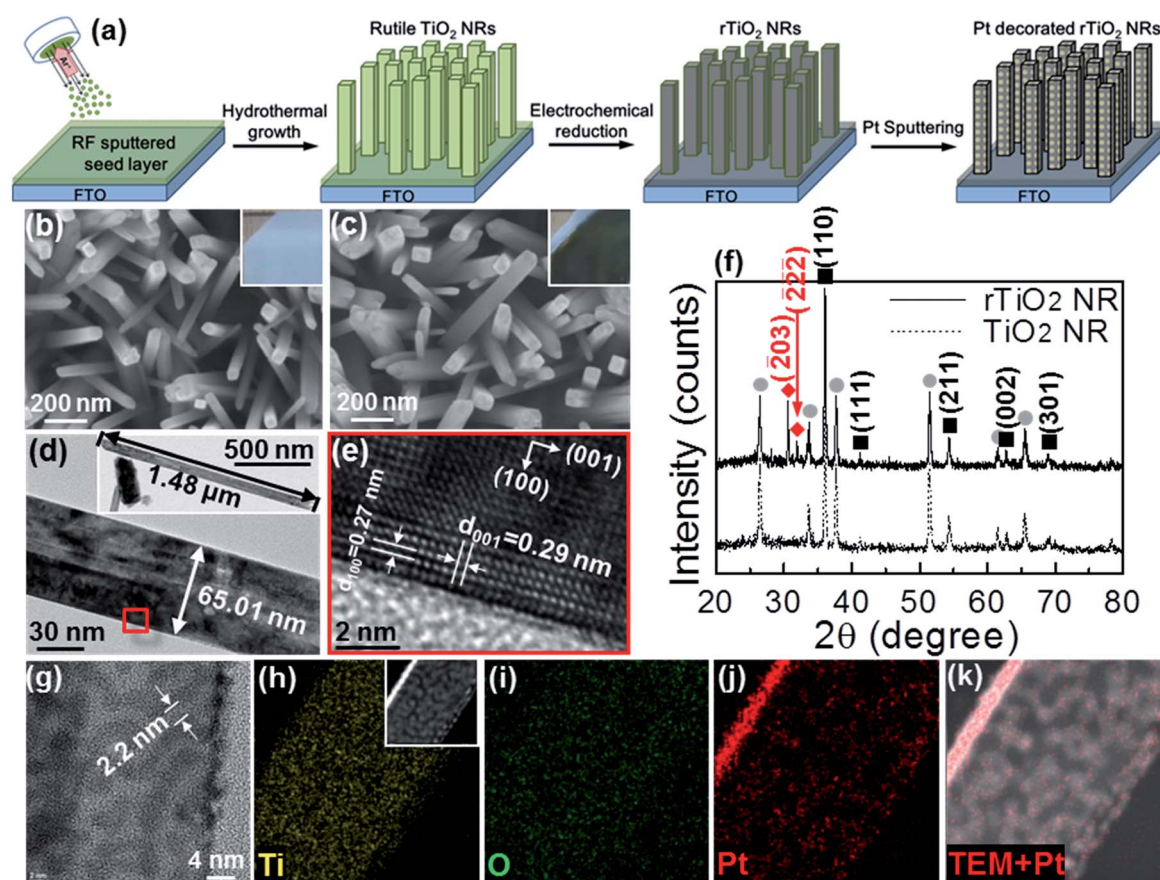 (a)
Rutile TiO₂ NRs
rTiO₂ NRs
Pt decorated rTiO₂ NRs
Ar⁺
Hydrothermal
growth
Electrochemical
reduction
Pt Sputtering
RF sputtered
seed layer
FTO
FTO
FTO
FTO
(b)
200 nm
(c)
200 nm
(d)
500 nm
1.48 µm
65.01 nm
30 nm
(e)
(001)
(100)
d₁₀₀=0.27 nm
d₀₀₁=0.29 nm
2 nm
(f)
(2̄03)
(2̄2̄2)
(110)
(111)
(211)
(002)
(301)
rTiO2 NR
TiO2 NR
Intensity (counts)
20 30 40 50 60 70 80
2θ (degree)
(g)
2.2 nm
4 nm
2 nm
(h)
Ti
(i)
O
(j)
Pt
(k)
TEM+Pt